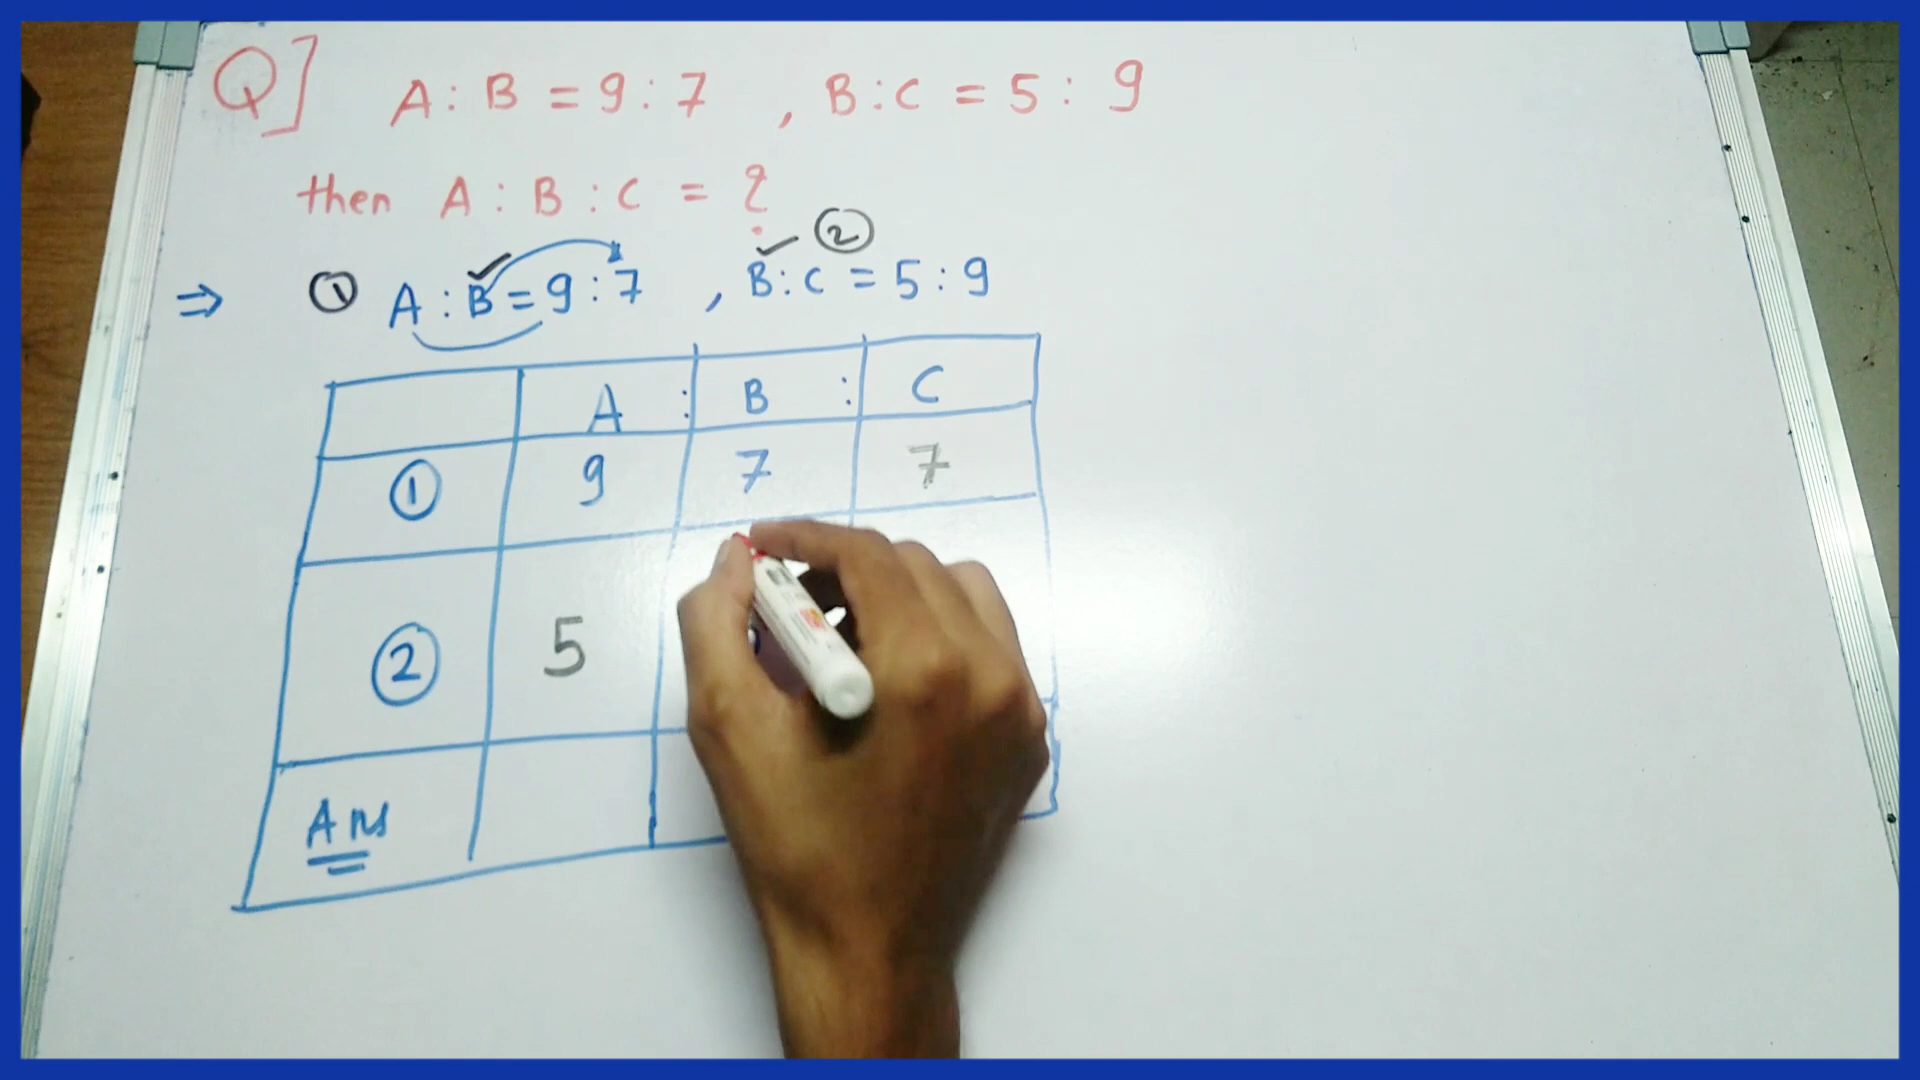 Q] A : B = 9 : 7 , B : C = 5 : 9
then A : B : C = ?
② 
⇒ ① A : B = 9 : 7 , B : C = 5 : 9
A : B : C
① 9 7 7
② 5
Ans